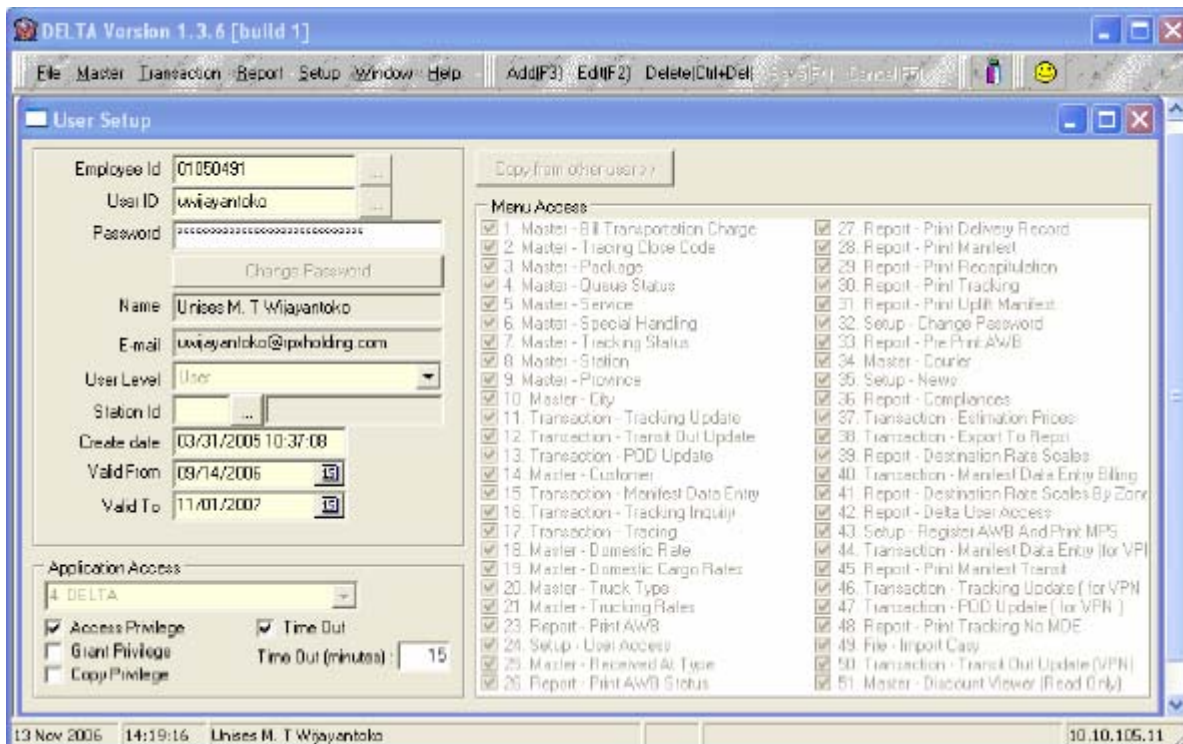 DELTA Version 1.3.6 [build 1]
File Master Transaction Report Setup Window Help Add(F3) Edit(F2) Delete(Ctrl+Del)
User Setup
Employee Id 01050491 ...
User ID uwijayantoko ...
Password ******************************
Change Password
Name Unises M. T Wijayantoko
E-mail uwijayantoko@rpxholding.com
User Level User
Station Id ...
Create date 03/31/2005 10:37:08
Valid From 09/14/2006 15
Valid To 11/01/2007 15
Application Access
4. DELTA
Access Privilege Time Out
Grant Privilege Time Out (minutes) : 15
Copy Privilege
Copy from other user >>
Menu Access
1. Master - Bill Transportation Charge
2. Master - Tracing Close Code
3. Master - Package
4. Master - Queue Status
5. Master - Service
6. Master - Special Handling
7. Master - Tracking Status
8. Master - Station
9. Master - Province
10. Master - City
11. Transaction - Tracking Update
12. Transaction - Transit Out Update
13. Transaction - POD Update
14. Master - Customer
15. Transaction - Manifest Data Entry
16. Transaction - Tracking Inquiry
17. Transaction - Tracing
18. Master - Domestic Rate
19. Master - Domestic Cargo Rates
20. Master - Truck Type
21. Master - Trucking Rates
23. Report - Print AWB
24. Setup - User Access
25. Master - Received At Type
26. Report - Print AWB Status
27. Report - Print Delivery Record
28. Report - Print Manifest
29. Report - Print Recapitulation
30. Report - Print Tracking
31. Report - Print Uplift Manifest
32. Setup - Change Password
33. Report - Pre Print AWB
34. Master - Courier
35. Setup - News
36. Report - Compliances
37. Transaction - Estimation Prices
38. Transaction - Export To Repri
39. Report - Destination Rate Scales
40. Transaction - Manifest Data Entry Billing
41. Report - Destination Rate Scales By Zone
42. Report - Delta User Access
43. Setup - Register AWB And Print MPS
44. Transaction - Manifest Data Entry (for VPI
45. Report - Print Manifest Transit
46. Transaction - Tracking Update ( for VPN
47. Transaction - POD Update ( for VPN )
48. Report - Print Tracking No MDE
49. File - Import Casy
50. Transaction - Transit Out Update (VPN)
51. Master - Discount Viewer (Read Only)
13 Nov 2006 14:19:16 Unises M. T Wijayantoko 10.10.105.11